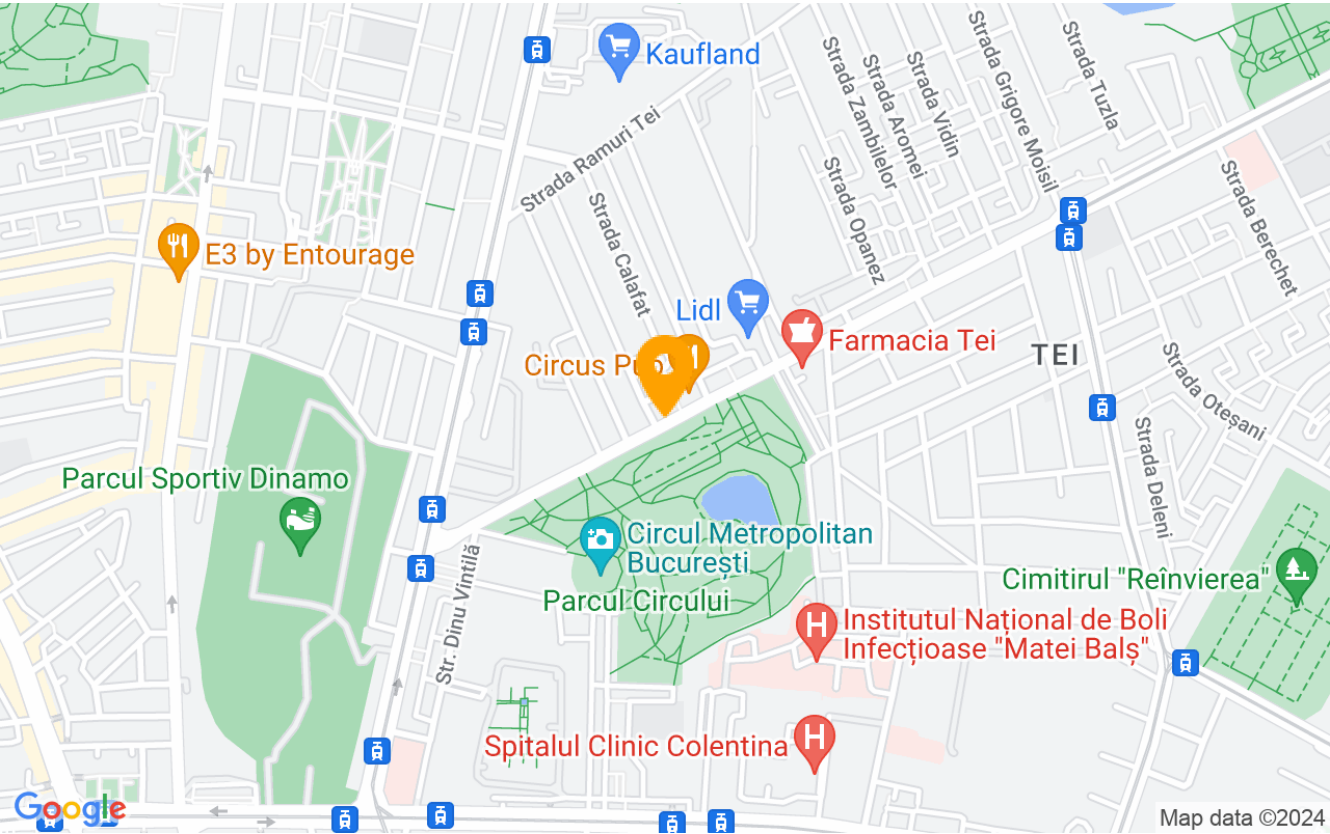 Kaufland
Strada Ramuri Tei
Strada Zambilelor
Strada Aromei
Strada Vidin
Strada Grigore Moisil
Strada Tuzla
Strada Opanez
Strada Berechet
Strada Calafat
E3 by Entourage
Lidl
Farmacia Tei
TEI
Circus Pub
Strada Oteșani
Strada Deleni
Parcul Sportiv Dinamo
Circul Metropolitan
București
Parcul Circului
Str. Dinu Vintilă
Cimitirul "Reînvierea"
H
Institutul Național de Boli
Infecțioase "Matei Balș"
Spitalul Clinic Colentina
H
Google
Map data ©2024